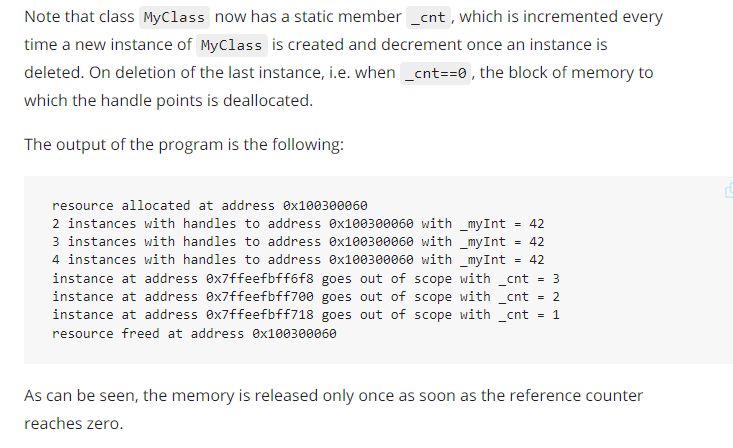 Note that class MyClass now has a static member _cnt , which is incremented every
time a new instance of MyClass is created and decrement once an instance is
deleted. On deletion of the last instance, i.e. when _cnt==0 , the block of memory to
which the handle points is deallocated.
The output of the program is the following:
resource allocated at address 0x100300060
2 instances with handles to address 0x100300060 with _myInt = 42
3 instances with handles to address 0x100300060 with _myInt = 42
4 instances with handles to address 0x100300060 with _myInt = 42
instance at address 0x7ffeefbff6f8 goes out of scope with _cnt = 3
instance at address 0x7ffeefbff700 goes out of scope with _cnt = 2
instance at address 0x7ffeefbff718 goes out of scope with _cnt = 1
resource freed at address 0x100300060
As can be seen, the memory is released only once as soon as the reference counter
reaches zero.